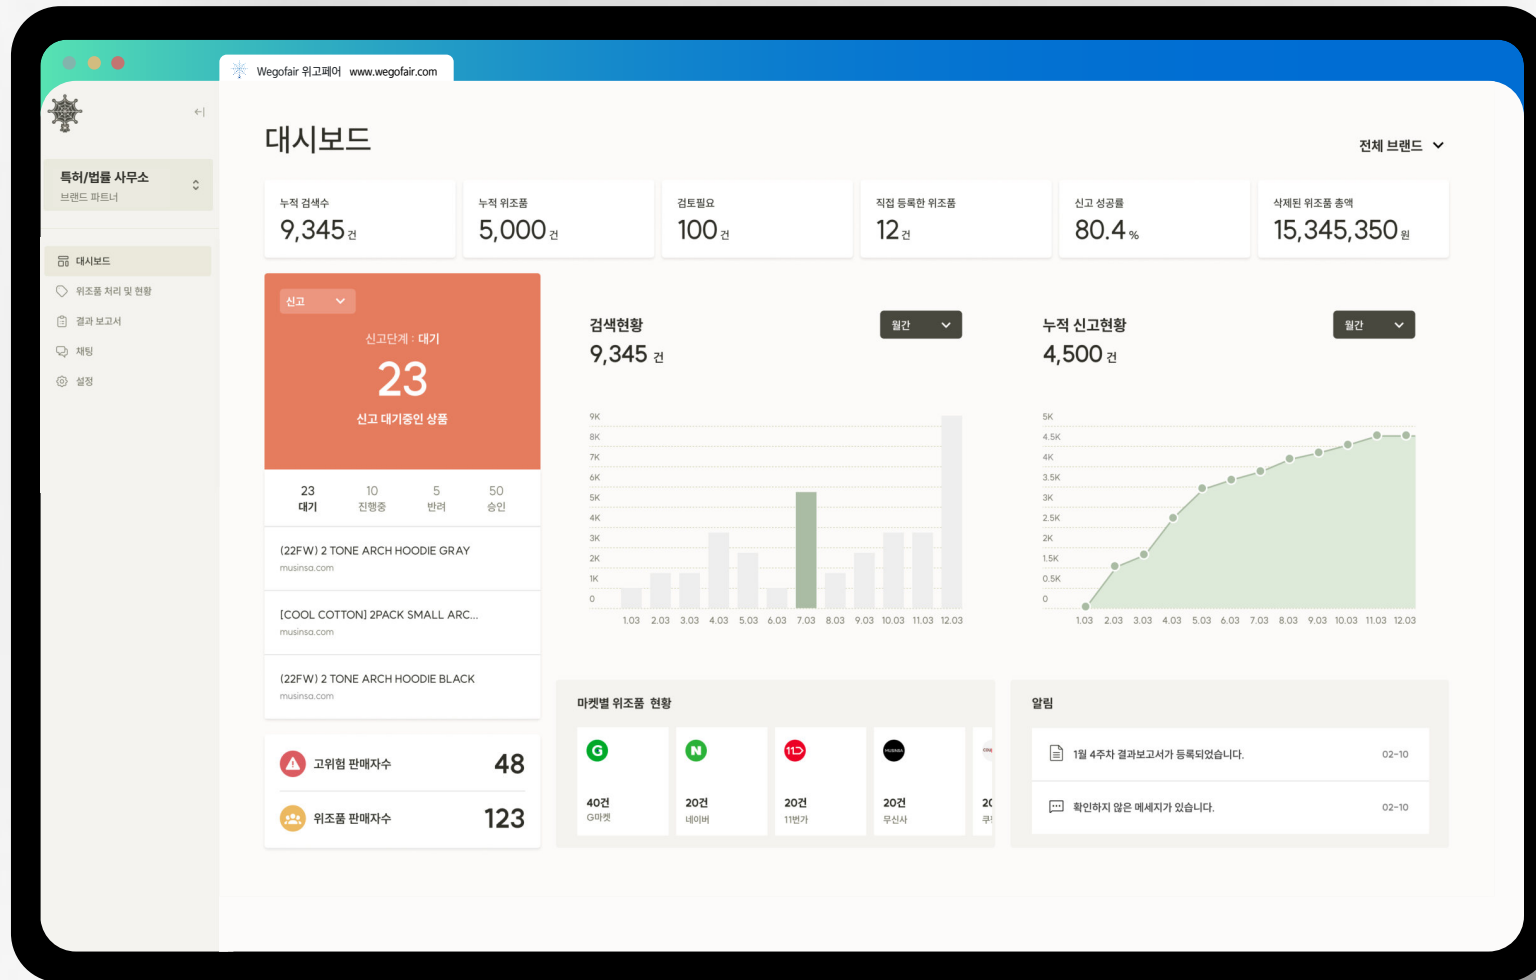 Wegofair 위고페어 www.wegofair.com
특허/법률 사무소
브랜드 파트너
대시보드
위조품 처리 및 현황
결과 보고서
채팅
설정
대시보드
전체 브랜드
누적 검색수
9,345 건
누적 위조품
5,000 건
검토필요
100 건
직접 등록한 위조품
12 건
신고 성공률
80.4 %
삭제된 위조품 총액
15,345,350 원
신고
신고단계 : 대기
23
신고 대기중인 상품
23 10 5 50
대기 진행중 반려 승인
(22FW) 2 TONE ARCH HOODIE GRAY
musinsa.com
[COOL COTTON] 2PACK SMALL ARC...
musinsa.com
(22FW) 2 TONE ARCH HOODIE BLACK
musinsa.com
고위험 판매자수 48
위조품 판매자수 123
검색현황
9,345 건
월간
9K
8K
7K
6K
5K
4K
3K
2K
1K
0
1.03 2.03 3.03 4.03 5.03 6.03 7.03 8.03 9.03 10.03 11.03 12.03
누적 신고현황
4,500 건
월간
5K
4.5K
4K
3.5K
3K
2.5K
2K
1.5K
0.5K
0
1.03 2.03 3.03 4.03 5.03 6.03 7.03 8.03 9.03 10.03 11.03 12.03
마켓별 위조품 현황
G
40건
G마켓
N
20건
네이버
11
20건
11번가
MUSINSA
20건
무신사
알림
1월 4주차 결과보고서가 등록되었습니다. 02-10
확인하지 않은 메세지가 있습니다. 02-10